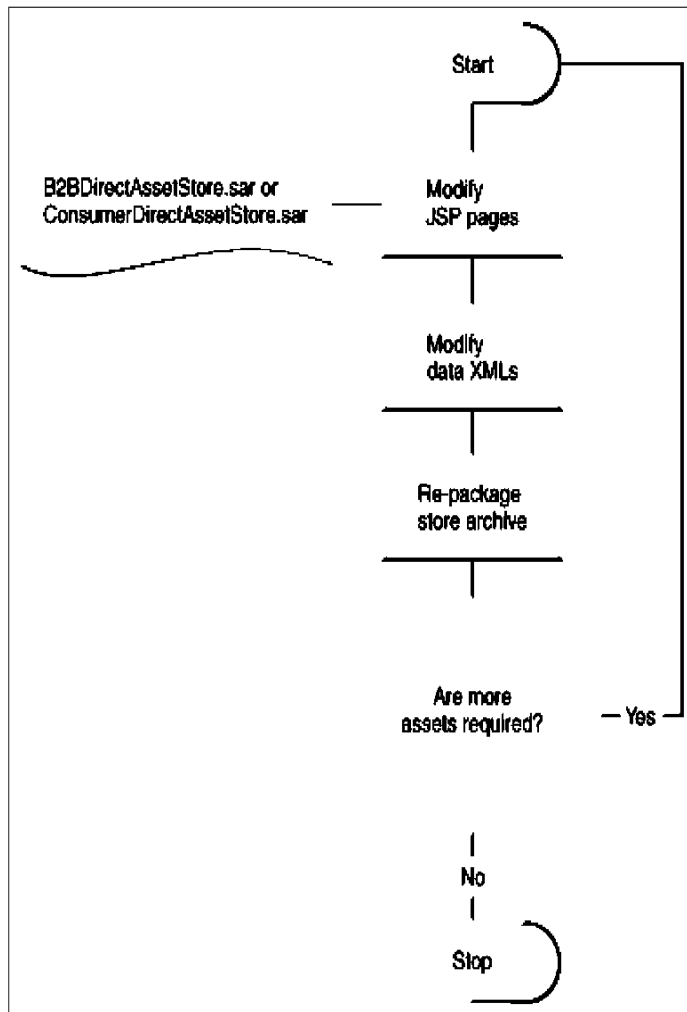 Start
B2BDirectAssetStore.sar or
ConsumerDirectAssetStore.sar
Modify
JSP pages
Modify
data XMLs
Re-package
store archive
Are more
assets required?
Yes
No
Stop